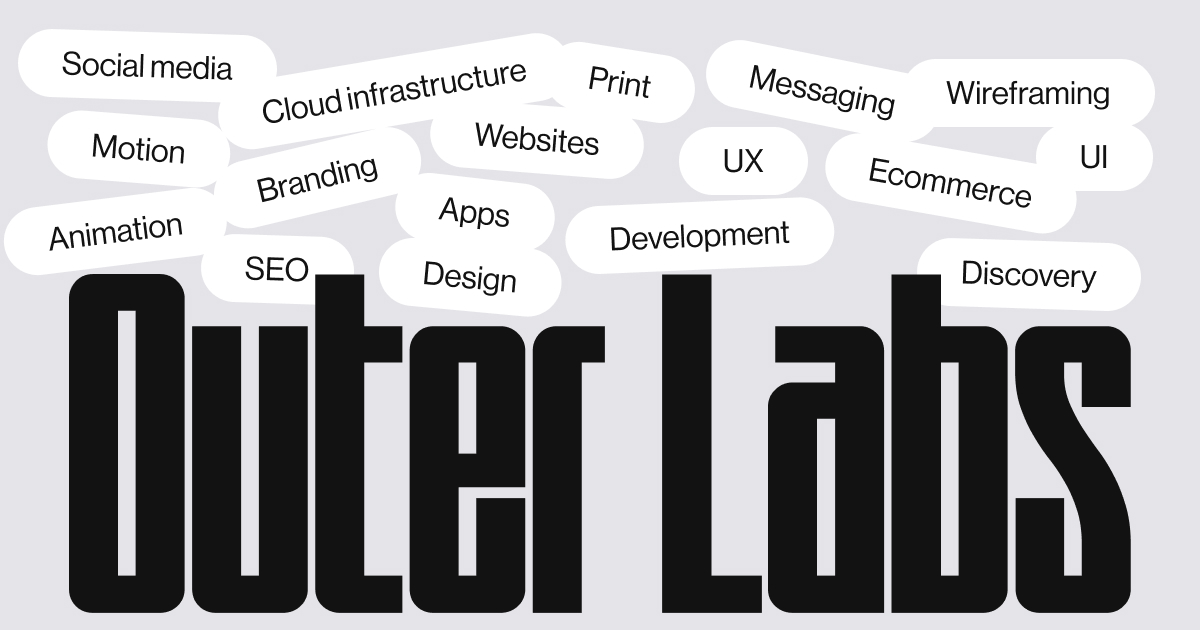 Social media
Cloud infrastructure
Print
Messaging
Wireframing
Motion
Branding
Websites
UX
Ecommerce
UI
Animation
Apps
Development
SEO
Design
Discovery
Outer Labs